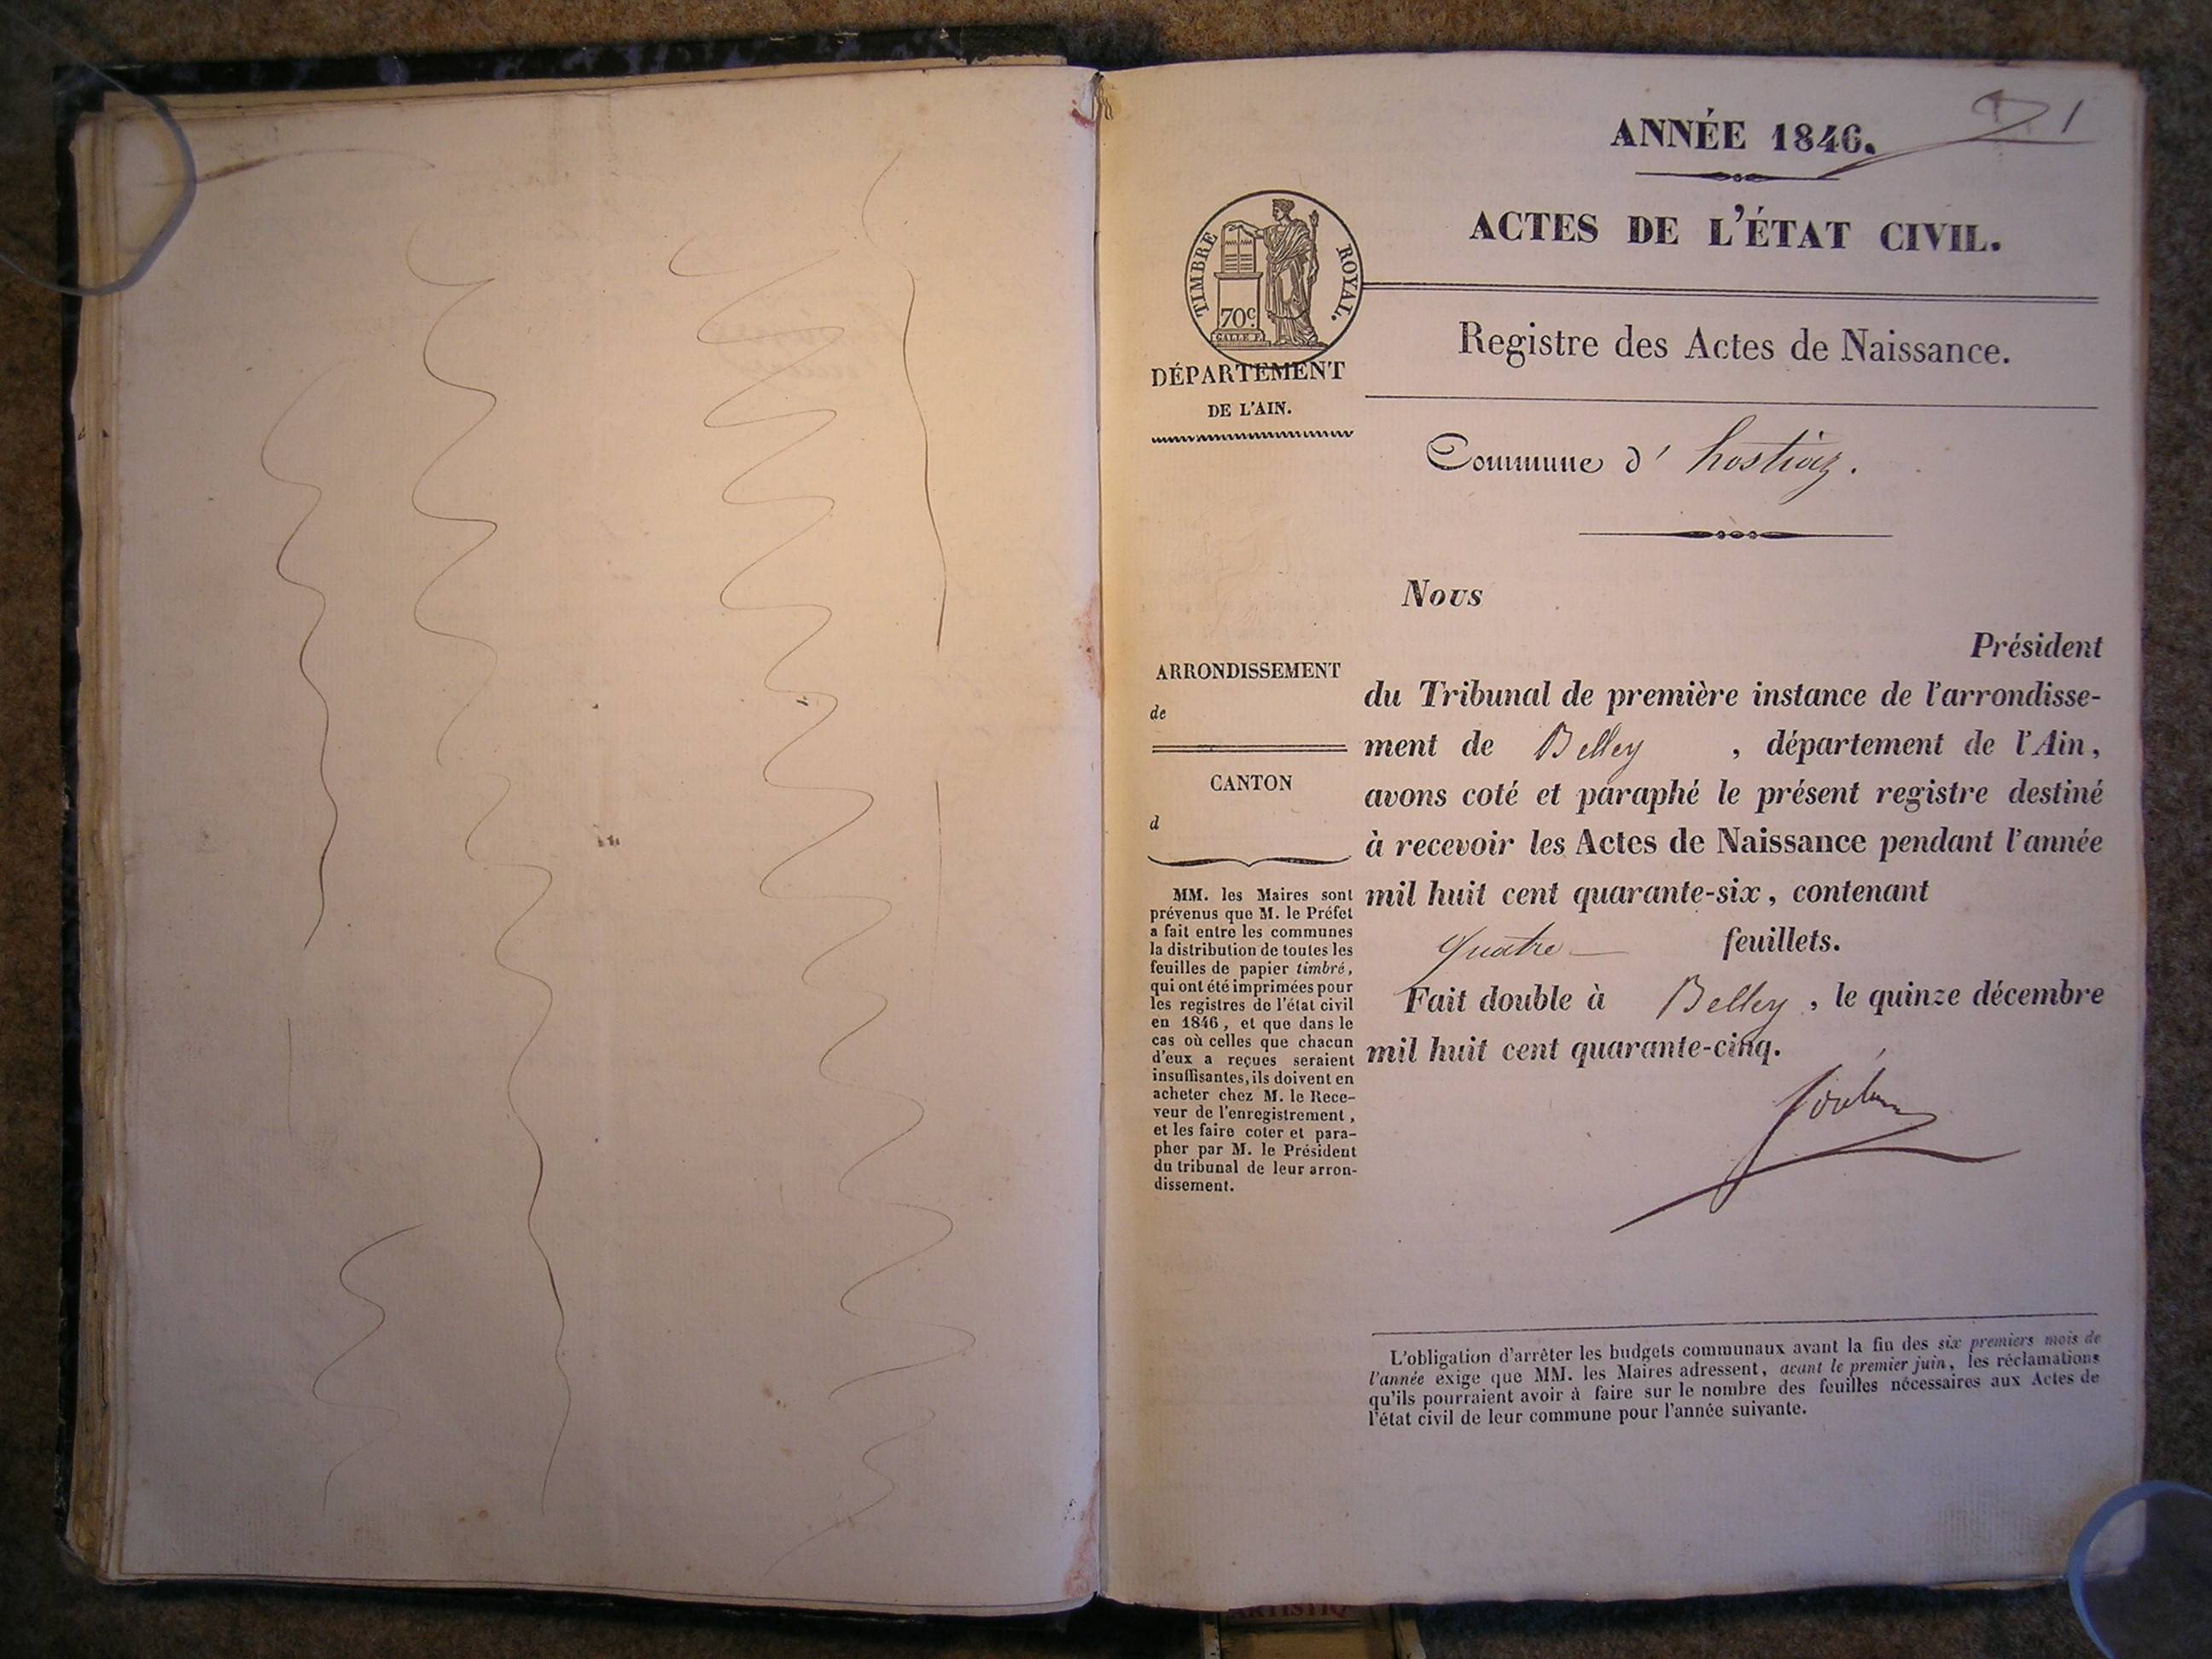 ANNÉE 1846.
1
ACTES DE L'ÉTAT CIVIL.
TIMBRE ROYAL.
70c
GALLE F.
Registre des Actes de Naissance.
DÉPARTEMENT
DE L'AIN.
Commune d' hostiaz.
Nous
Président
du Tribunal de première instance de l'arrondisse-
ment de Belley , département de l'Ain,
avons coté et paraphé le présent registre destiné
à recevoir les Actes de Naissance pendant l'année
mil huit cent quarante-six, contenant
quatre feuillets.
Fait double à Belley , le quinze décembre
mil huit cent quarante-cinq.
ARRONDISSEMENT
de
CANTON
d
MM. les Maires sont
prévenus que M. le Préfet
a fait entre les communes
la distribution de toutes les
feuilles de papier timbré,
qui ont été imprimées pour
les registres de l'état civil
en 1846, et que dans le
cas où celles que chacun
d'eux a reçues seraient
insuffisantes, ils doivent en
acheter chez M. le Rece-
veur de l'enregistrement,
et les faire coter et para-
pher par M. le Président
du tribunal de leur arron-
dissement.
L'obligation d'arrêter les budgets communaux avant la fin des six premiers mois de
l'année exige que MM. les Maires adressent, avant le premier juin, les réclamations
qu'ils pourraient avoir à faire sur le nombre des feuilles nécessaires aux Actes de
l'état civil de leur commune pour l'année suivante.
ARTISTIQ